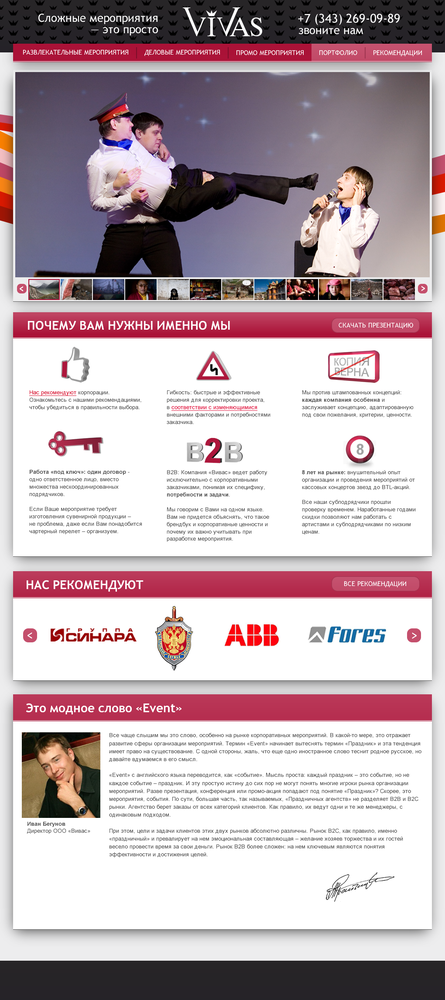 Сложные мероприятия
— это просто
VIVAS
+7 (343) 269-09-89
звоните нам
РАЗВЛЕКАТЕЛЬНЫЕ МЕРОПРИЯТИЯ
ДЕЛОВЫЕ МЕРОПРИЯТИЯ
ПРОМО МЕРОПРИЯТИЯ
ПОРТФОЛИО
РЕКОМЕНДАЦИИ
ПОЧЕМУ ВАМ НУЖНЫ ИМЕННО МЫ
СКАЧАТЬ ПРЕЗЕНТАЦИЮ
Нас рекомендуют корпорации.
Ознакомьтесь с нашими рекомендациями,
чтобы убедиться в правильности выбора.
Гибкость: быстрые и эффективные
решения для корректировки проекта
в соответствии с изменяющимися
внешними факторами и потребностями
заказчика.
КОПИЯ
ВЕРНА
Мы против штампованных концепций:
каждая компания особенна и
заслуживает концепцию, адаптированную
под свои пожелания, критерии, ценности.
Работа «под ключ»: один договор -
одно ответственное лицо, вместо
множества нескоординированных
подрядчиков.
Если Ваше мероприятие требует
изготовления сувенирной продукции –
не проблема, даже если Вам понадобится
чартерный перелет – организуем.
B2B
B2B: Компания «Вивас» ведет работу
исключительно с корпоративными
заказчиками, понимая их специфику,
потребности и задачи.
Мы говорим с Вами на одном языке.
Вам не придется объяснять, что такое
брендбук и корпоративные ценности и
почему их важно учитывать при
разработке мероприятия.
8
8 лет на рынке: внушительный опыт
организации и проведения мероприятий от
кассовых концертов звезд до BTL-акций.
Все наши субподрядчики прошли
проверку временем. Наработанные годами
скидки позволяют нам работать с
артистами и субподрядчиками по низким
ценам.
НАС РЕКОМЕНДУЮТ
ВСЕ РЕКОМЕНДАЦИИ
ГРУППА
СИНАРА
ABB
Fores
Это модное слово «Event»
Все чаще слышим мы это слово, особенно на рынке корпоративных мероприятий. В какой-то мере, это отражает
развитие сферы организации мероприятий. Термин «Event» начинает вытеснять термин «Праздник» и эта тенденция
имеет право на существование. С одной стороны, жаль, что еще одно иностранное слово теснит родное русское, но
давайте вдумаемся в его смысл.
«Event» с английского языка переводится, как «событие». Мысль проста: каждый праздник – это событие, но не
каждое событие – праздник. И эту простую истину до сих пор не могут понять многие игроки рынка организации
мероприятий. Разве презентация, конференция или промо-акция попадают под понятие «Праздник»? Скорее, это
мероприятия, события. По сути, большая часть, так называемых, «Праздничных агентств» не разделяет B2B и B2C
рынки. Агентство берет заказы от всех категорий клиентов. Как правило, их ведут одни и те же менеджеры, с
одинаковым подходом.
При этом, цели и задачи клиентов этих двух рынков абсолютно различны. Рынок B2C, как правило, именно
«праздничный» и превалирует на нем эмоциональная составляющая – желание хозяев торжества и их гостей
весело провести время за свои деньги. Рынок B2B более сложен: на нем ключевым являются понятия
эффективности и достижения целей.
Иван Бегунов
Директор ООО «Вивас»